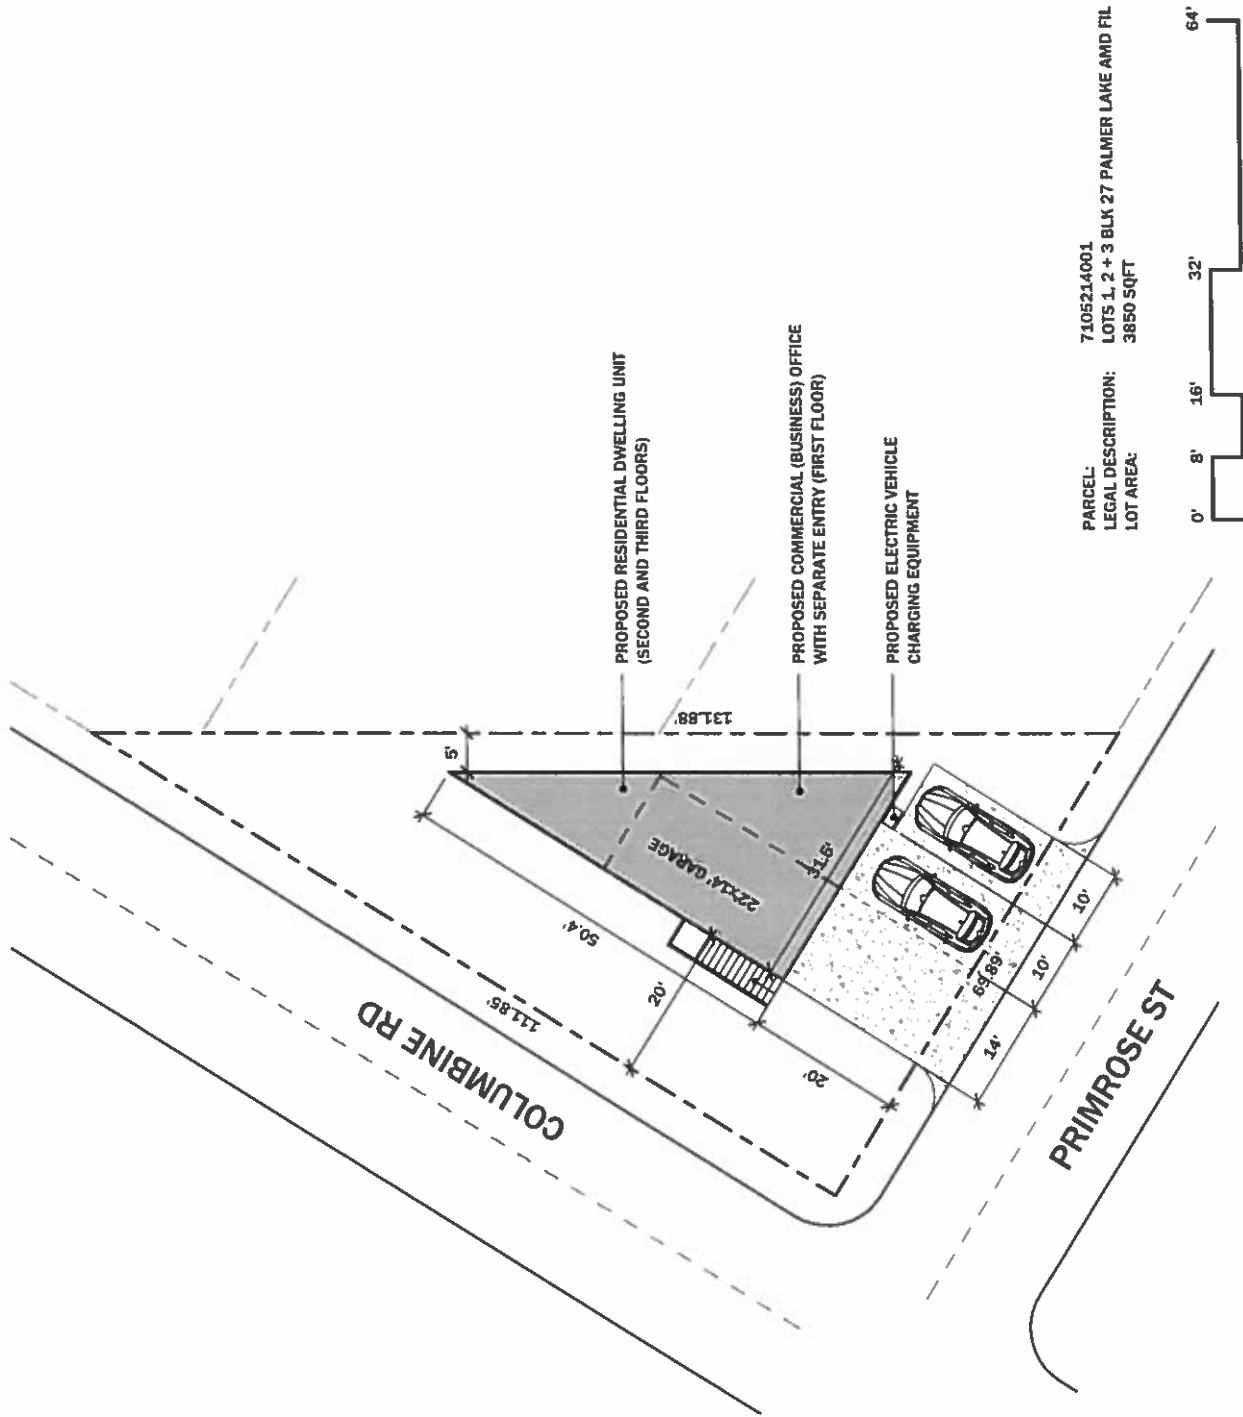 PROPOSED RESIDENTIAL DWELLING UNIT
(SECOND AND THIRD FLOORS)
PROPOSED COMMERCIAL (BUSINESS) OFFICE
WITH SEPARATE ENTRY (FIRST FLOOR)
PROPOSED ELECTRIC VEHICLE
CHARGING EQUIPMENT
131.88'
5'
22'X14' GARAGE
31.6'
50.4'
20'
20'
111.85'
COLUMBINE RD
69.89'
10'
10'
14'
PRIMROSE ST
PARCEL: 7105214001
LEGAL DESCRIPTION: LOTS 1, 2 + 3 BLK 27 PALMER LAKE AMD FIL
LOT AREA: 3850 SQFT
0' 8' 16' 32' 64'